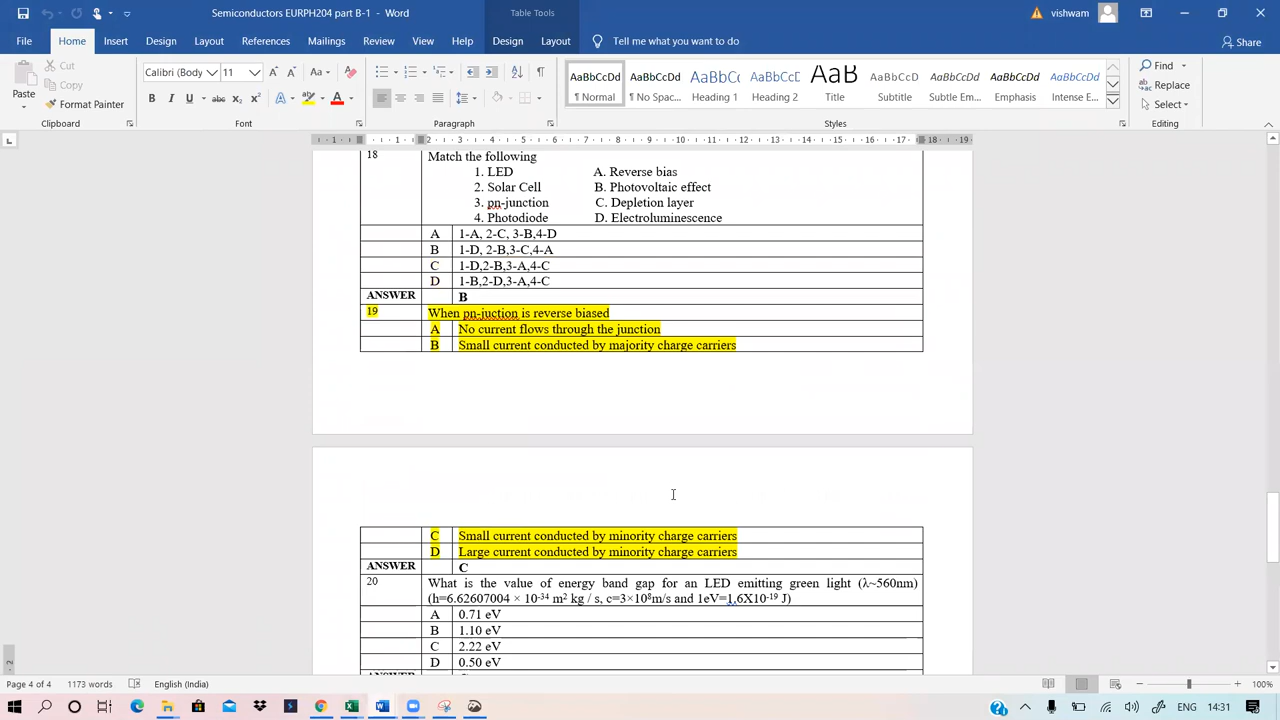 Semiconductors EURPH204 part B-1 - Word
Table Tools
vishwam
File Home Insert Design Layout References Mailings Review View Help Design Layout Tell me what you want to do Share
Paste
Cut
Copy
Format Painter
Calibri (Body 11
Find
Replace
Select
AaBbCcDd AaBbCcDd AaBbCc AaBbCcC AaB AaBbCcD AaBbCcDd AaBbCcDd AaBbCcDd
¶ Normal ¶ No Spac... Heading 1 Heading 2 Title Subtitle Subtle Em... Emphasis Intense E...
Clipboard Font Paragraph Styles Editing
18 Match the following
1. LED A. Reverse bias
2. Solar Cell B. Photovoltaic effect
3. pn-junction C. Depletion layer
4. Photodiode D. Electroluminescence
A 1-A, 2-C, 3-B,4-D
B 1-D, 2-B,3-C,4-A
C 1-D,2-B,3-A,4-C
D 1-B,2-D,3-A,4-C
ANSWER B
19 When pn-juction is reverse biased
A No current flows through the junction
B Small current conducted by majority charge carriers
C Small current conducted by minority charge carriers
D Large current conducted by minority charge carriers
ANSWER C
20 What is the value of energy band gap for an LED emitting green light (λ~560nm)
(h=6.62607004 × 10-34 m2 kg / s, c=3×108m/s and 1eV=1.6X10-19 J)
A 0.71 eV
B 1.10 eV
C 2.22 eV
D 0.50 eV
Page 4 of 4 1173 words English (India) 100%
14:31